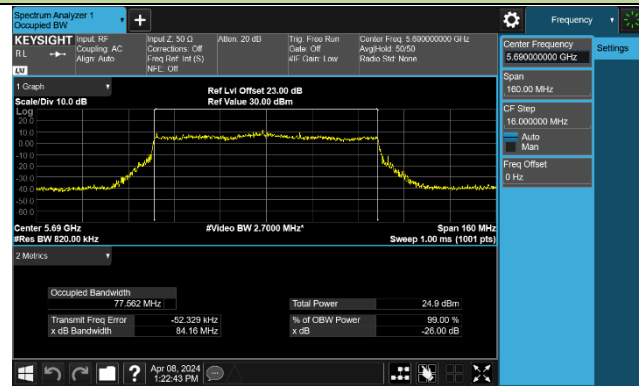 Spectrum Analyzer 1
Occupied BW
+
Frequency
KEYSIGHT
RL
LXI
Input: RF
Coupling: AC
Align: Auto
Input Z: 50 Ω
Corrections: Off
Freq Ref: Int (S)
NFE: Off
Atten: 20 dB
Trig: Free Run
Gate: Off
#IF Gain: Low
Center Freq: 5.690000000 GHz
Avg|Hold: 50/50
Radio Std: None
Center Frequency
5.690000000 GHz
Settings
Span
160.00 MHz
CF Step
16.000000 MHz
Auto
Man
Freq Offset
0 Hz
1 Graph
Scale/Div 10.0 dB
Ref Lvl Offset 23.00 dB
Ref Value 30.00 dBm
Log
20.0
10.0
0.00
-10.0
-20.0
-30.0
-40.0
-50.0
-60.0
Center 5.69 GHz
#Video BW 2.7000 MHz*
Span 160 MHz
#Res BW 820.00 kHz
Sweep 1.00 ms (1001 pts)
2 Metrics
Occupied Bandwidth
77.562 MHz
Total Power 24.9 dBm
Transmit Freq Error -52.329 kHz
% of OBW Power 99.00 %
x dB Bandwidth 84.16 MHz
x dB -26.00 dB
?
Apr 08, 2024
1:22:43 PM